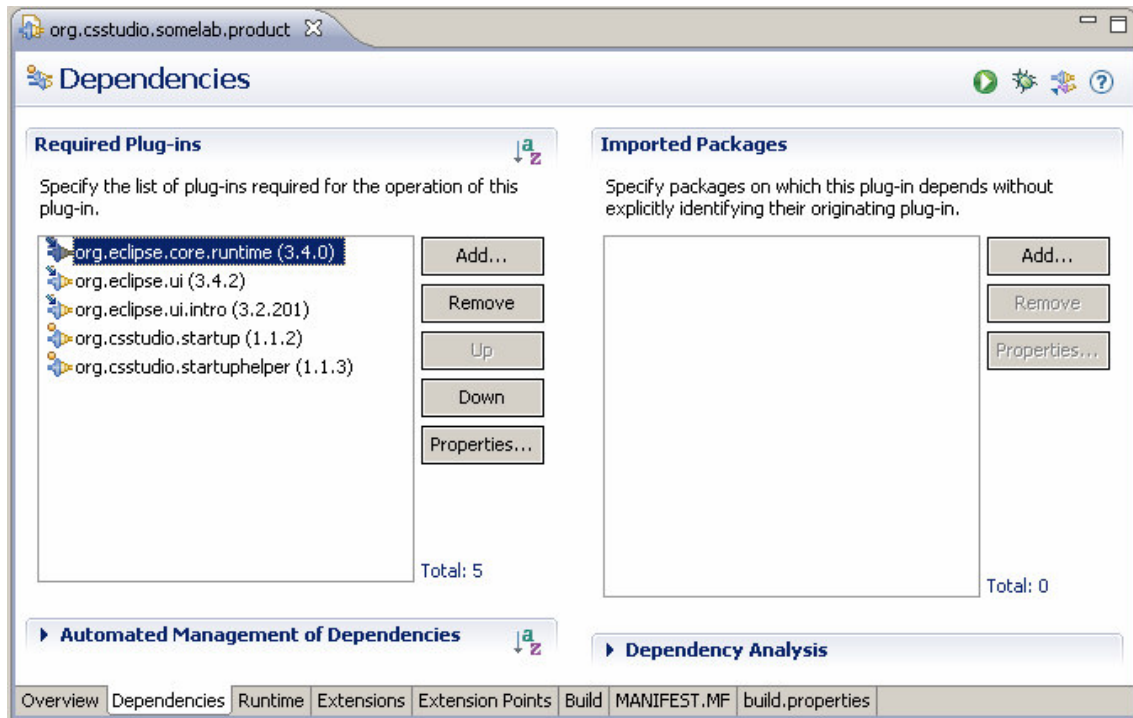 org.csstudio.somelab.product
Dependencies
Required Plug-ins
Specify the list of plug-ins required for the operation of this
plug-in.
org.eclipse.core.runtime (3.4.0)
org.eclipse.ui (3.4.2)
org.eclipse.ui.intro (3.2.201)
org.csstudio.startup (1.1.2)
org.csstudio.startuphelper (1.1.3)
Add...
Remove
Up
Down
Properties...
Total: 5
Imported Packages
Specify packages on which this plug-in depends without
explicitly identifying their originating plug-in.
Add...
Remove
Properties...
Total: 0
Automated Management of Dependencies
Dependency Analysis
Overview Dependencies Runtime Extensions Extension Points Build MANIFEST.MF build.properties